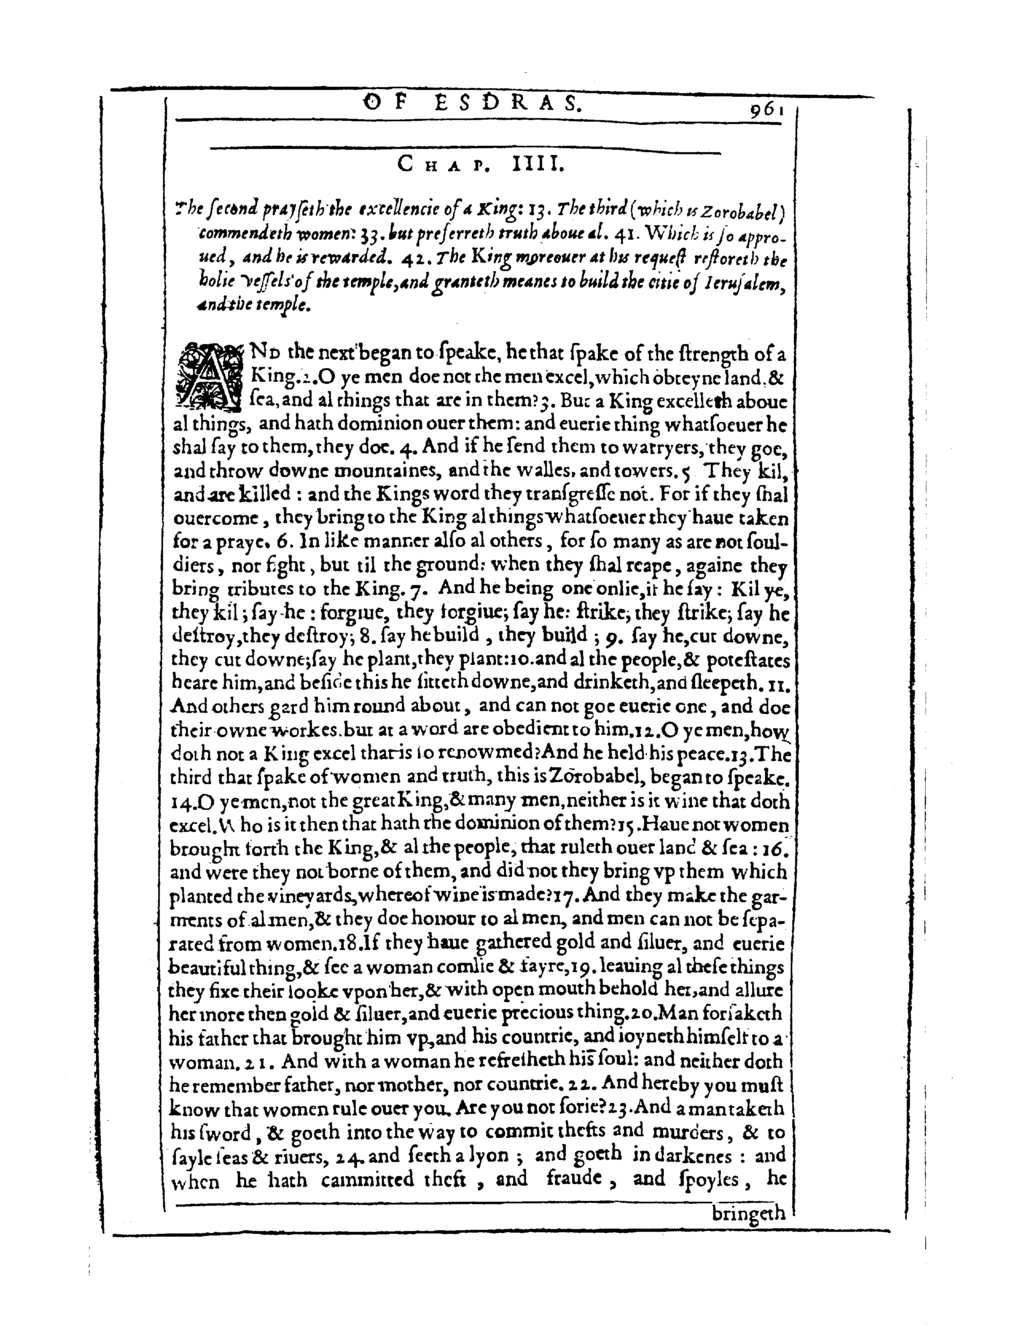 OF ESDRAS. 961
CHAP. IIII.
The ſecond prayſeth the excellencie of a King: 13. The third (which is Zorobabel)
commendeth women: 33. but preferreth truth aboue al. 41. Which is ſo appro-
ued, and he is rewarded. 42. The King moreouer at his requeſt reſtoreth the
holie veſſels of the temple, and granteth meanes to build the citie of Ieruſalem,
and the temple.
AND the next began to ſpeake, he that ſpake of the ſtrength of a
King. 2. O ye men doe not the men excel, which obteyne land, &
ſea, and al things that are in them? 3. But a King excelleth aboue
al things, and hath dominion ouer them: and euerie thing whatſoeuer he
shal ſay to them, they doe. 4. And if he ſend them to warryers, they goe,
and throw downe mountaines, and the walles, and towers. 5 They kil,
and are killed : and the Kings word they tranſgreſſe not. For if they ſhal
ouercome, they bring to the King al things whatſoeuer they haue taken
for a praye. 6. In like manner alſo al others, for ſo many as are not ſoul-
diers, nor fight, but til the ground: when they ſhal reape, againe they
bring tributes to the King. 7. And he being one onlie, if he ſay: Kil ye,
they kil; ſay he : forgiue, they forgiue; ſay he: ſtrike; they ſtrike; ſay he
deſtroy, they deſtroy; 8. ſay he build, they build ; 9. ſay he, cut downe,
they cut downe; ſay he plant, they plant: 10. and al the people, & poteſtates
heare him, and beſide this he ſitteth downe, and drinketh, and ſleepeth. 11.
And others gard him round about, and can not goe euerie one, and doe
their owne workes. but at a word are obedient to him. 12. O ye men, how
doth not a King excel that is ſo renowmed? And he held his peace. 13. The
third that ſpake of women and truth, this is Zorobabel, began to ſpeake.
14. O ye men, not the great King, & many men, neither is it wine that doth
excel. Who is it then that hath the dominion of them? 15. Haue not women
brought forth the King, & al the people, that ruleth ouer land & ſea : 16.
and were they not borne of them, and did not they bring vp them which
planted the vineyards, whereof wine is made? 17. And they make the gar-
ments of al men, & they doe honour to al men, and men can not be ſepa-
rated from women. 18. If they haue gathered gold and ſiluer, and euerie
beautiful thing, & ſee a woman comlie & fayre, 19. leauing al theſe things
they fixe their looke vpon her, & with open mouth behold her, and allure
her more then gold & ſiluer, and euerie precious thing. 20. Man forſaketh
his father that brought him vp, and his countrie, and ioyneth himſelf to a
woman. 21. And with a woman he refreſheth his ſoul: and neither doth
he remember father, nor mother, nor countrie. 22. And hereby you muſt
know that women rule ouer you. Are you not ſorie? 23. And a man taketh
his ſword, & goeth into the way to commit thefts and murders, & to
ſayle ſeas & riuers, 24. and ſeeth a lyon ; and goeth in darkenes : and
when he hath cammitted theft, and fraude, and ſpoyles, he
bringeth